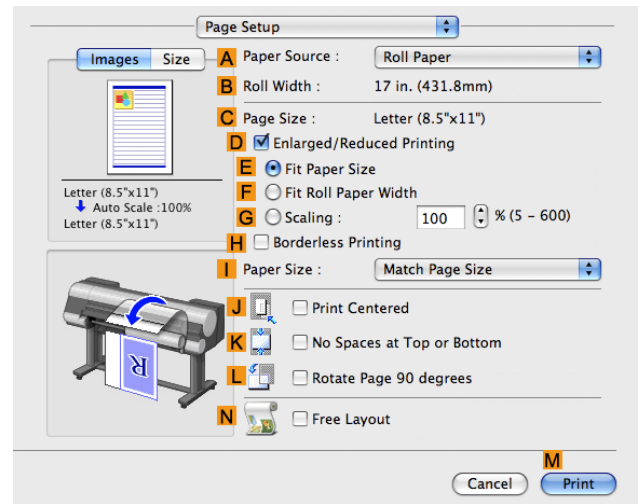 Page Setup
Images Size
A Paper Source : Roll Paper
B Roll Width : 17 in. (431.8mm)
C Page Size : Letter (8.5"x11")
D Enlarged/Reduced Printing
E Fit Paper Size
F Fit Roll Paper Width
G Scaling : 100 % (5 - 600)
Letter (8.5"x11")
Auto Scale :100%
Letter (8.5"x11")
H Borderless Printing
I Paper Size : Match Page Size
J Print Centered
K No Spaces at Top or Bottom
L Rotate Page 90 degrees
N Free Layout
R
M
Cancel Print